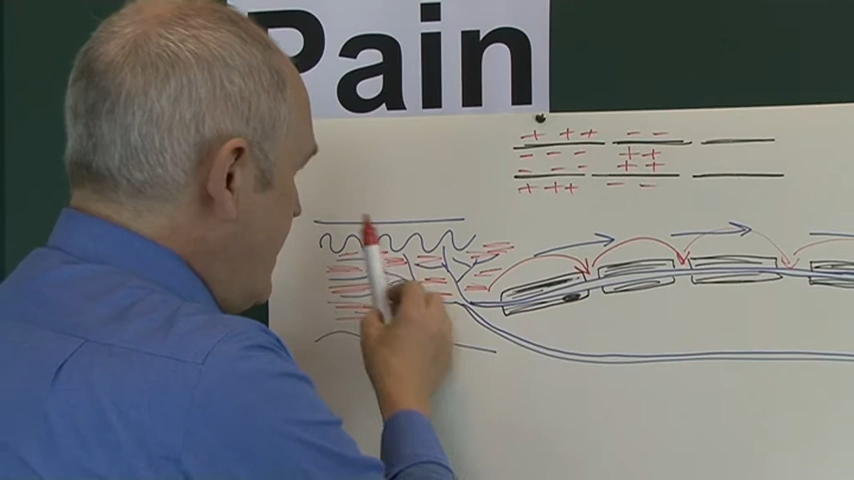 Pain
+ + + - -
- - - + +
- - - + +
+ + + - -